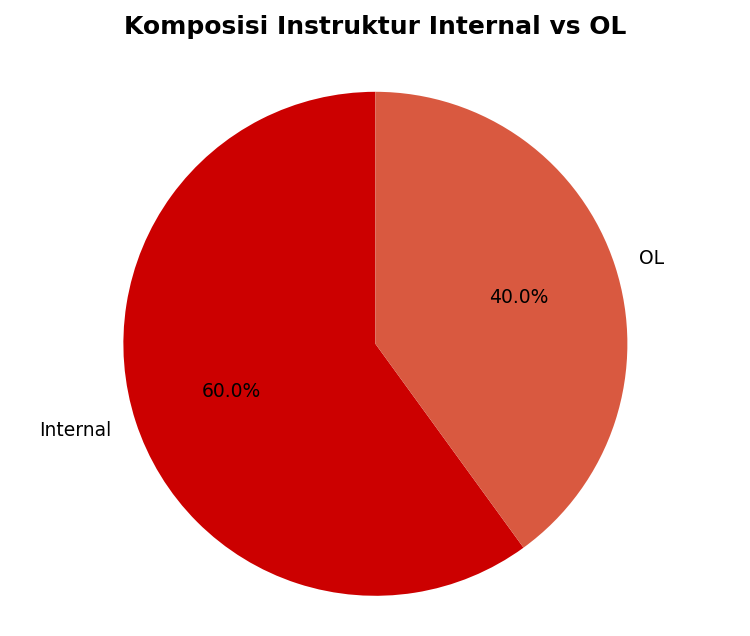 Komposisi Instruktur Internal vs OL
OL
40.0%
60.0%
Internal